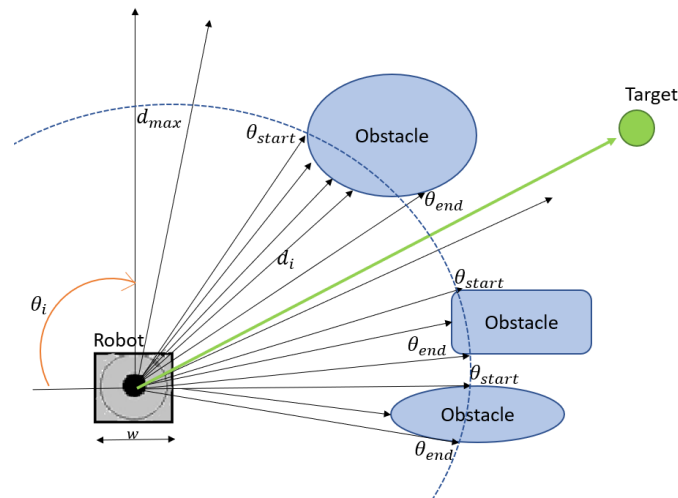 Target
d_max
θ_start
Obstacle
θ_end
d_i
θ_start
θ_i
Obstacle
Robot
θ_end
θ_start
Obstacle
w
θ_end